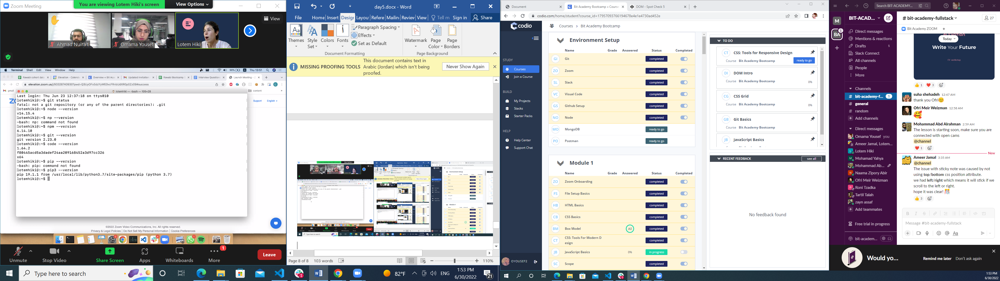 Zoom Meeting
You are viewing Lotem Hiki's screen
View Options
View
Ahmad Nuira't
Omama Yousef
Lotem Hiki
Terminal Shell Edit View Window Help
98%
Thu 13:51
Rawabi cohort data
Elevation - Calenda
Overview « Bit Aca
Updated invitation
Rawabi Bootcamp S
Interview Question
Launch Meeting - Z
elevation.zoom.us/j/93328740930?pwd=Q3UyOFo5dzYyWE0vcFRnbUdXR0p0Zz09#success
gmail
content
lotemhiki — -bash — 105×28
Support
English
Last login: Thu Jun 23 12:37:18 on ttys010
lotemhiki@:~$ git status
fatal: not a git repository (or any of the parent directories): .git
lotemhiki@:~$ node --version
v14.15.4
lotemhiki@:~$ np --version
-bash: np: command not found
lotemhiki@:~$ npm --version
6.14.10
lotemhiki@:~$ git --version
git version 2.23.0
lotemhiki@:~$ code --version
1.64.2
f80445acd5a3dadef24aa209168452a3d97cc326
x64
lotemhiki@:~$ pip --version
-bash: pip: command not found
lotemhiki@:~$ pip3 --version
pip 19.1.1 from /usr/local/lib/python3.7/site-packages/pip (python 3.7)
lotemhiki@:~$
©2022 Zoom Video Communications, Inc. All rights reserved.
Privacy & Legal Policies | Do Not Sell My Personal Information | Cookie Preferences
Unmute
Stop Video
Share Screen
Apps
Whiteboards
More
1
Leave
Type here to search
82°F
ENG
1:53 PM
6/30/2022
21
day5.docx - Word
File Home Insert Design Layou Refere Mailin Review View Tell m Sign in Share
Themes
Style Set
Colors
Fonts
Paragraph Spacing
Effects
Set as Default
Watermark
Page Color
Page Borders
Document Formatting
Page Background
MISSING PROOFING TOOLS
This document contains text in
Arabic (Jordan) which isn't being
proofed.
Never Show Again
Page 8 of 8
103 words
110%
Document
Bit Academy Bootcamp « Course
DOM - Spot Check 5
codio.com/home/student?course_id=17957093766194678e4e1e4730ad452e
codio
Courses > Bit Academy Bootcamp
STUDY
Courses
Join a Course
BUILD
My Projects
Stacks
Starter Packs
HELP
Help Center
Support Chat
OYOUSEF2
Environment Setup
Name Grade Answered Status Completed
GI Git completed
ZO Zoom completed
SL Slack completed
VC Visual Code completed
GS Github Setup completed
NO Node completed
MO MongoDB ready to go
PO Postman ready to go
Module 1
Name Grade Answered Status Completed
ZO Zoom Onboarding completed
FS File Setup Basics completed
HB HTML Basics completed
CB CSS Basics completed
BM Box Model All completed
CT CSS: Tools For Modern D
esign completed
JB JavaScript Basics 0% in progress
SC Scope completed
TO DO
CT CSS: Tools for Responsive Design
Course Bit Academy Bootcamp ready to go
DI DOM Intro
Course Bit Academy Bootcamp 0%
CG CSS Grid
Course Bit Academy Bootcamp 0%
GB Git Basics
Course Bit Academy Bootcamp
JB JavaScript Basics
RECENT FEEDBACK
see all
No feedback found
Search BIT-ACADEMY...
M
BA
1
BIT-ACAD...
Direct messages
Mentions & reactions
Drafts 1
Slack Connect
All channels
People
More
Channels
# bit-academy-f... 1
# general
# random
Add channels
Direct messages
Omama Yousef you
Ameer Jamal, Lotem...
Lotem Hiki
Mohamad Yahya
Mohammad Ab...
Naama Zipory Abir
Ofri Meir Weizman
Roni Tzadka
Tartil Talah
zayn assaf
Add teammates
Free trial in progress
bit-academ...
# bit-academy-fullstack
27
Bit Academy ZOOM
Today
Write Your Future
1
3
suha shehadeh 12:47 AM
thank you Ofri
Ofri Meir Weizman 12:58 AM
Mohammad Abd Alrahman 2:59 AM
The lesson is starting soon, make sure you are
connected with open cams
@channel
1
New
Ameer Jamal 3:35 AM
@channel
The issue with sticky note was caused by not
using top/bottom css position attribute.
we had left/right which means it will stick if we
scroll to the left or right.
hope it was clear!
3
Message #bit-academy-fullstack
Would yo...
Remind me later
Don't ask again
1:53 PM
6/30/2022